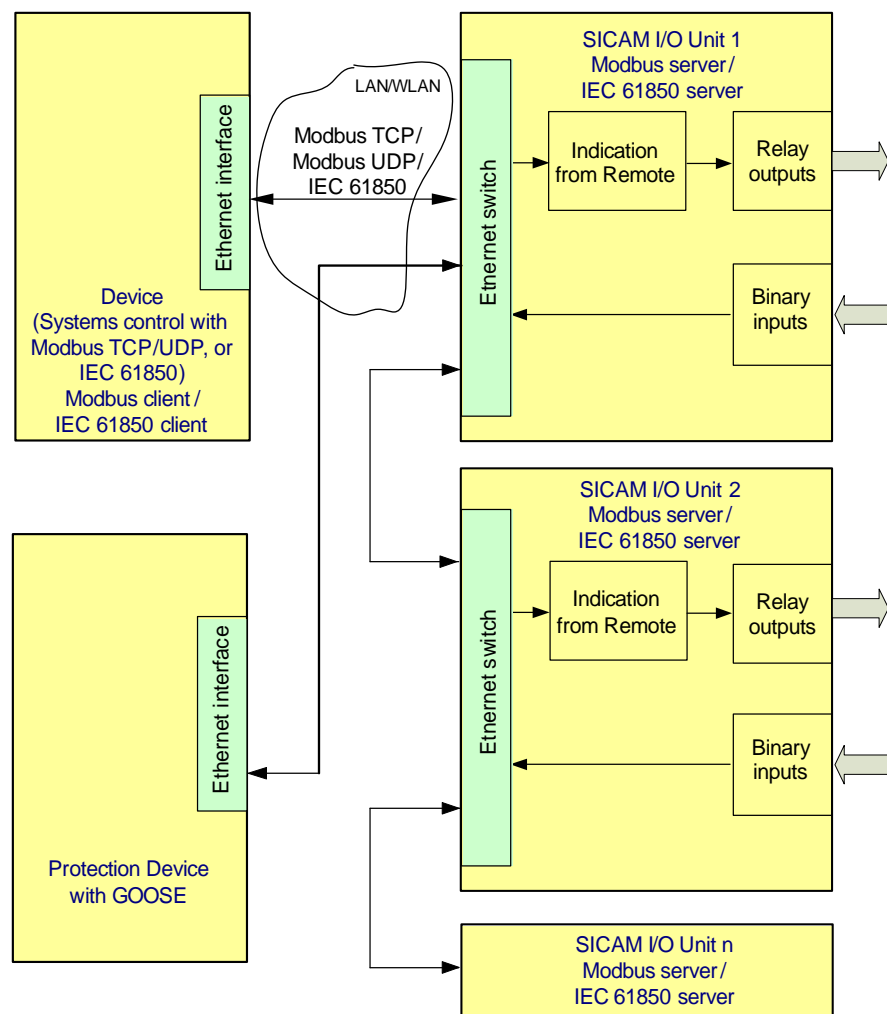 SICAM I/O Unit 1
Modbus server/
IEC 61850 server
LAN/WLAN
Modbus TCP/
Modbus UDP/
IEC 61850
Ethernet interface
Etnernet switch
Indication
from Remote
Relay
outputs
Binary
inputs
Device
(Systems control with
Modbus TCP/UDP, or
IEC 61850)
Modbus client/
IEC 61850 client
SICAM I/O Unit 2
Modbus server/
IEC 61850 server
Etnernet switch
Indication
from Remote
Relay
outputs
Binary
inputs
Ethernet interface
Protection Device
with GOOSE
SICAM I/O Unit n
Modbus server/
IEC 61850 server